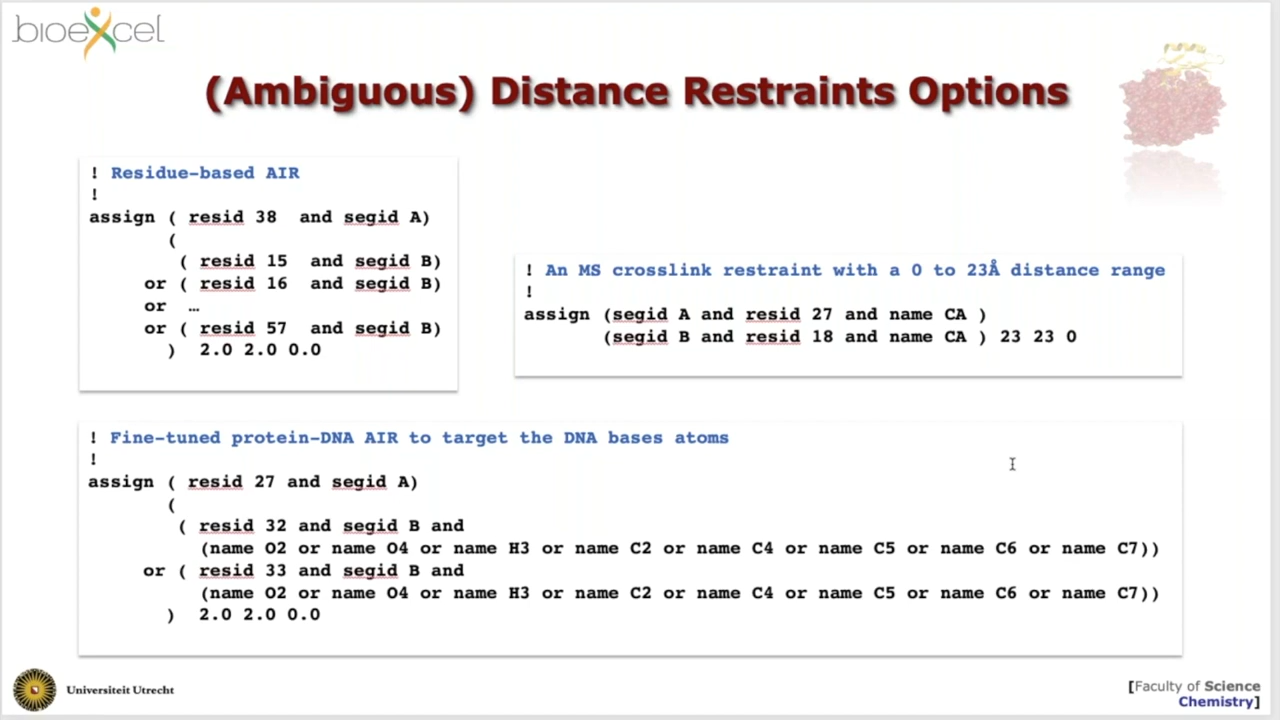 bioexcel
(Ambiguous) Distance Restraints Options
! Residue-based AIR
!
assign ( resid 38  and segid A)
(
( resid 15  and segid B)
or ( resid 16  and segid B)
or  …
or ( resid 57  and segid B)
)  2.0 2.0 0.0
! An MS crosslink restraint with a 0 to 23Å distance range
!
assign (segid A and resid 27 and name CA )
(segid B and resid 18 and name CA ) 23 23 0
! Fine-tuned protein-DNA AIR to target the DNA bases atoms
!
assign ( resid 27 and segid A)
(
( resid 32 and segid B and
(name O2 or name O4 or name H3 or name C2 or name C4 or name C5 or name C6 or name C7))
or ( resid 33 and segid B and
(name O2 or name O4 or name H3 or name C2 or name C4 or name C5 or name C6 or name C7))
)  2.0 2.0 0.0
Universiteit Utrecht
[Faculty of Science
Chemistry]